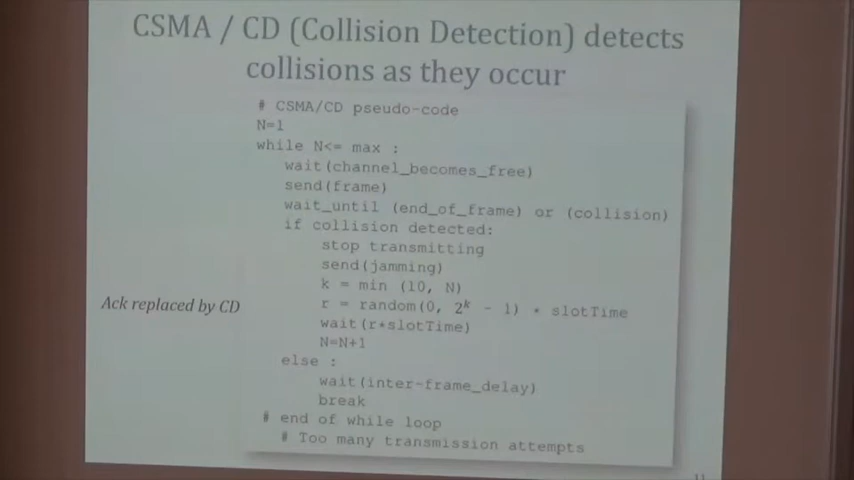 CSMA / CD (Collision Detection) detects
collisions as they occur
# CSMA/CD pseudo-code
N=1
while N<= max :
wait(channel_becomes_free)
send(frame)
wait_until (end_of_frame) or (collision)
if collision detected:
stop transmitting
send(jamming)
k = min (10, N)
r = random(0, 2ᵏ - 1) * slotTime
Ack replaced by CD
wait(r*slotTime)
N=N+1
else :
wait(inter-frame_delay)
break
# end of while loop
# Too many transmission attempts
11